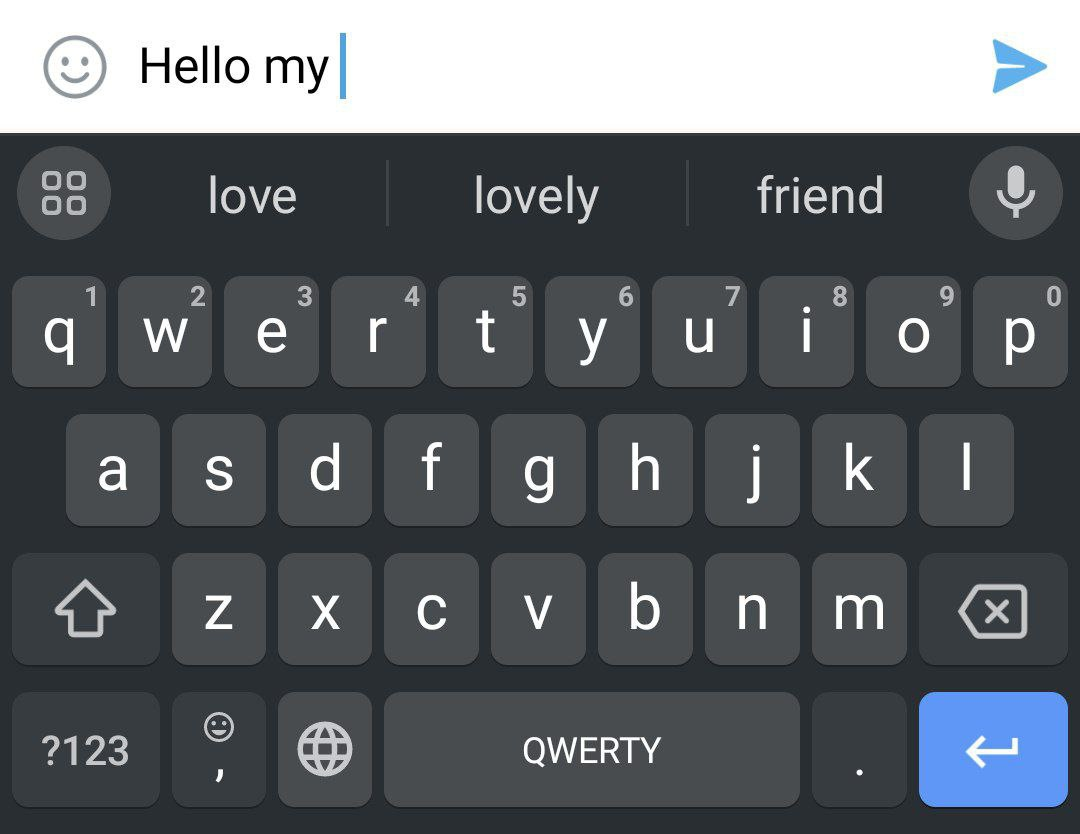 Hello my
love lovely friend
1 2 3 4 5 6 7 8 9 0
q w e r t y u i o p
a s d f g h j k l
z x c v b n m
?123 , QWERTY .